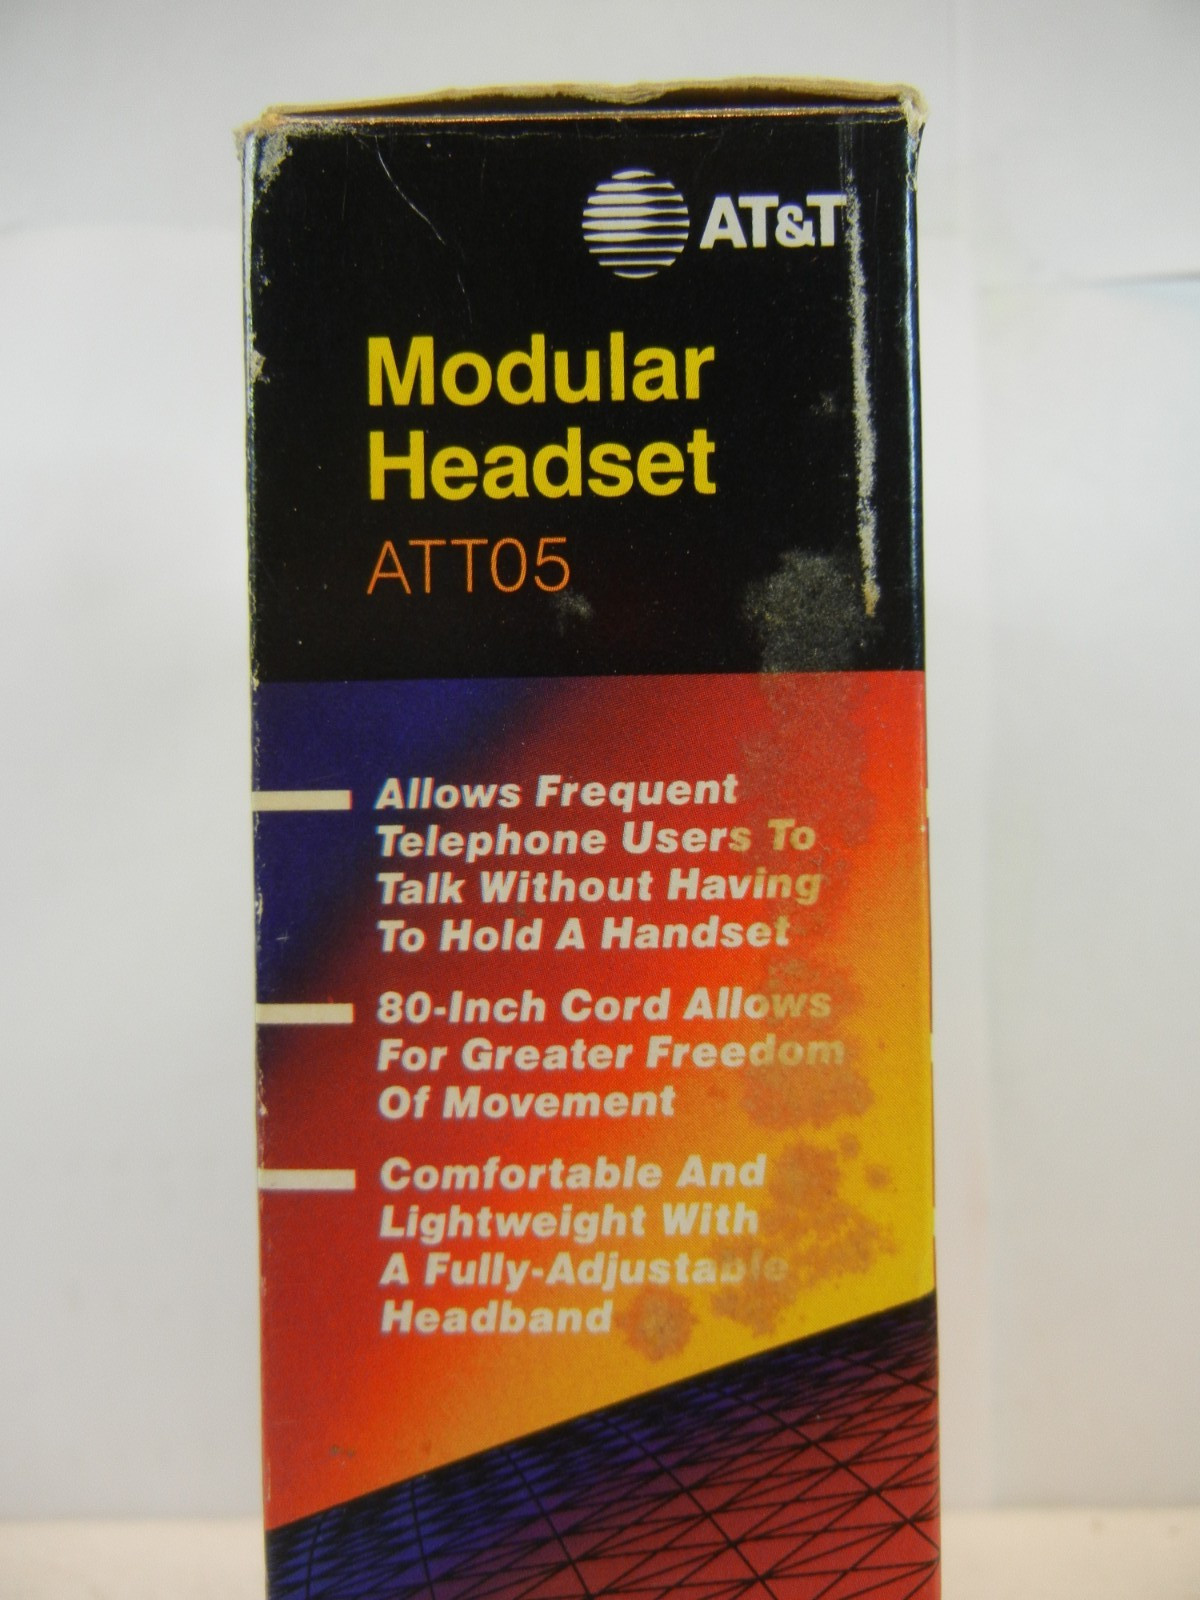 AT&T
Modular
Headset
ATT05
Allows Frequent
Telephone Users To
Talk Without Having
To Hold A Handset
80-Inch Cord Allows
For Greater Freedom
Of Movement
Comfortable And
Lightweight With
A Fully-Adjustable
Headband